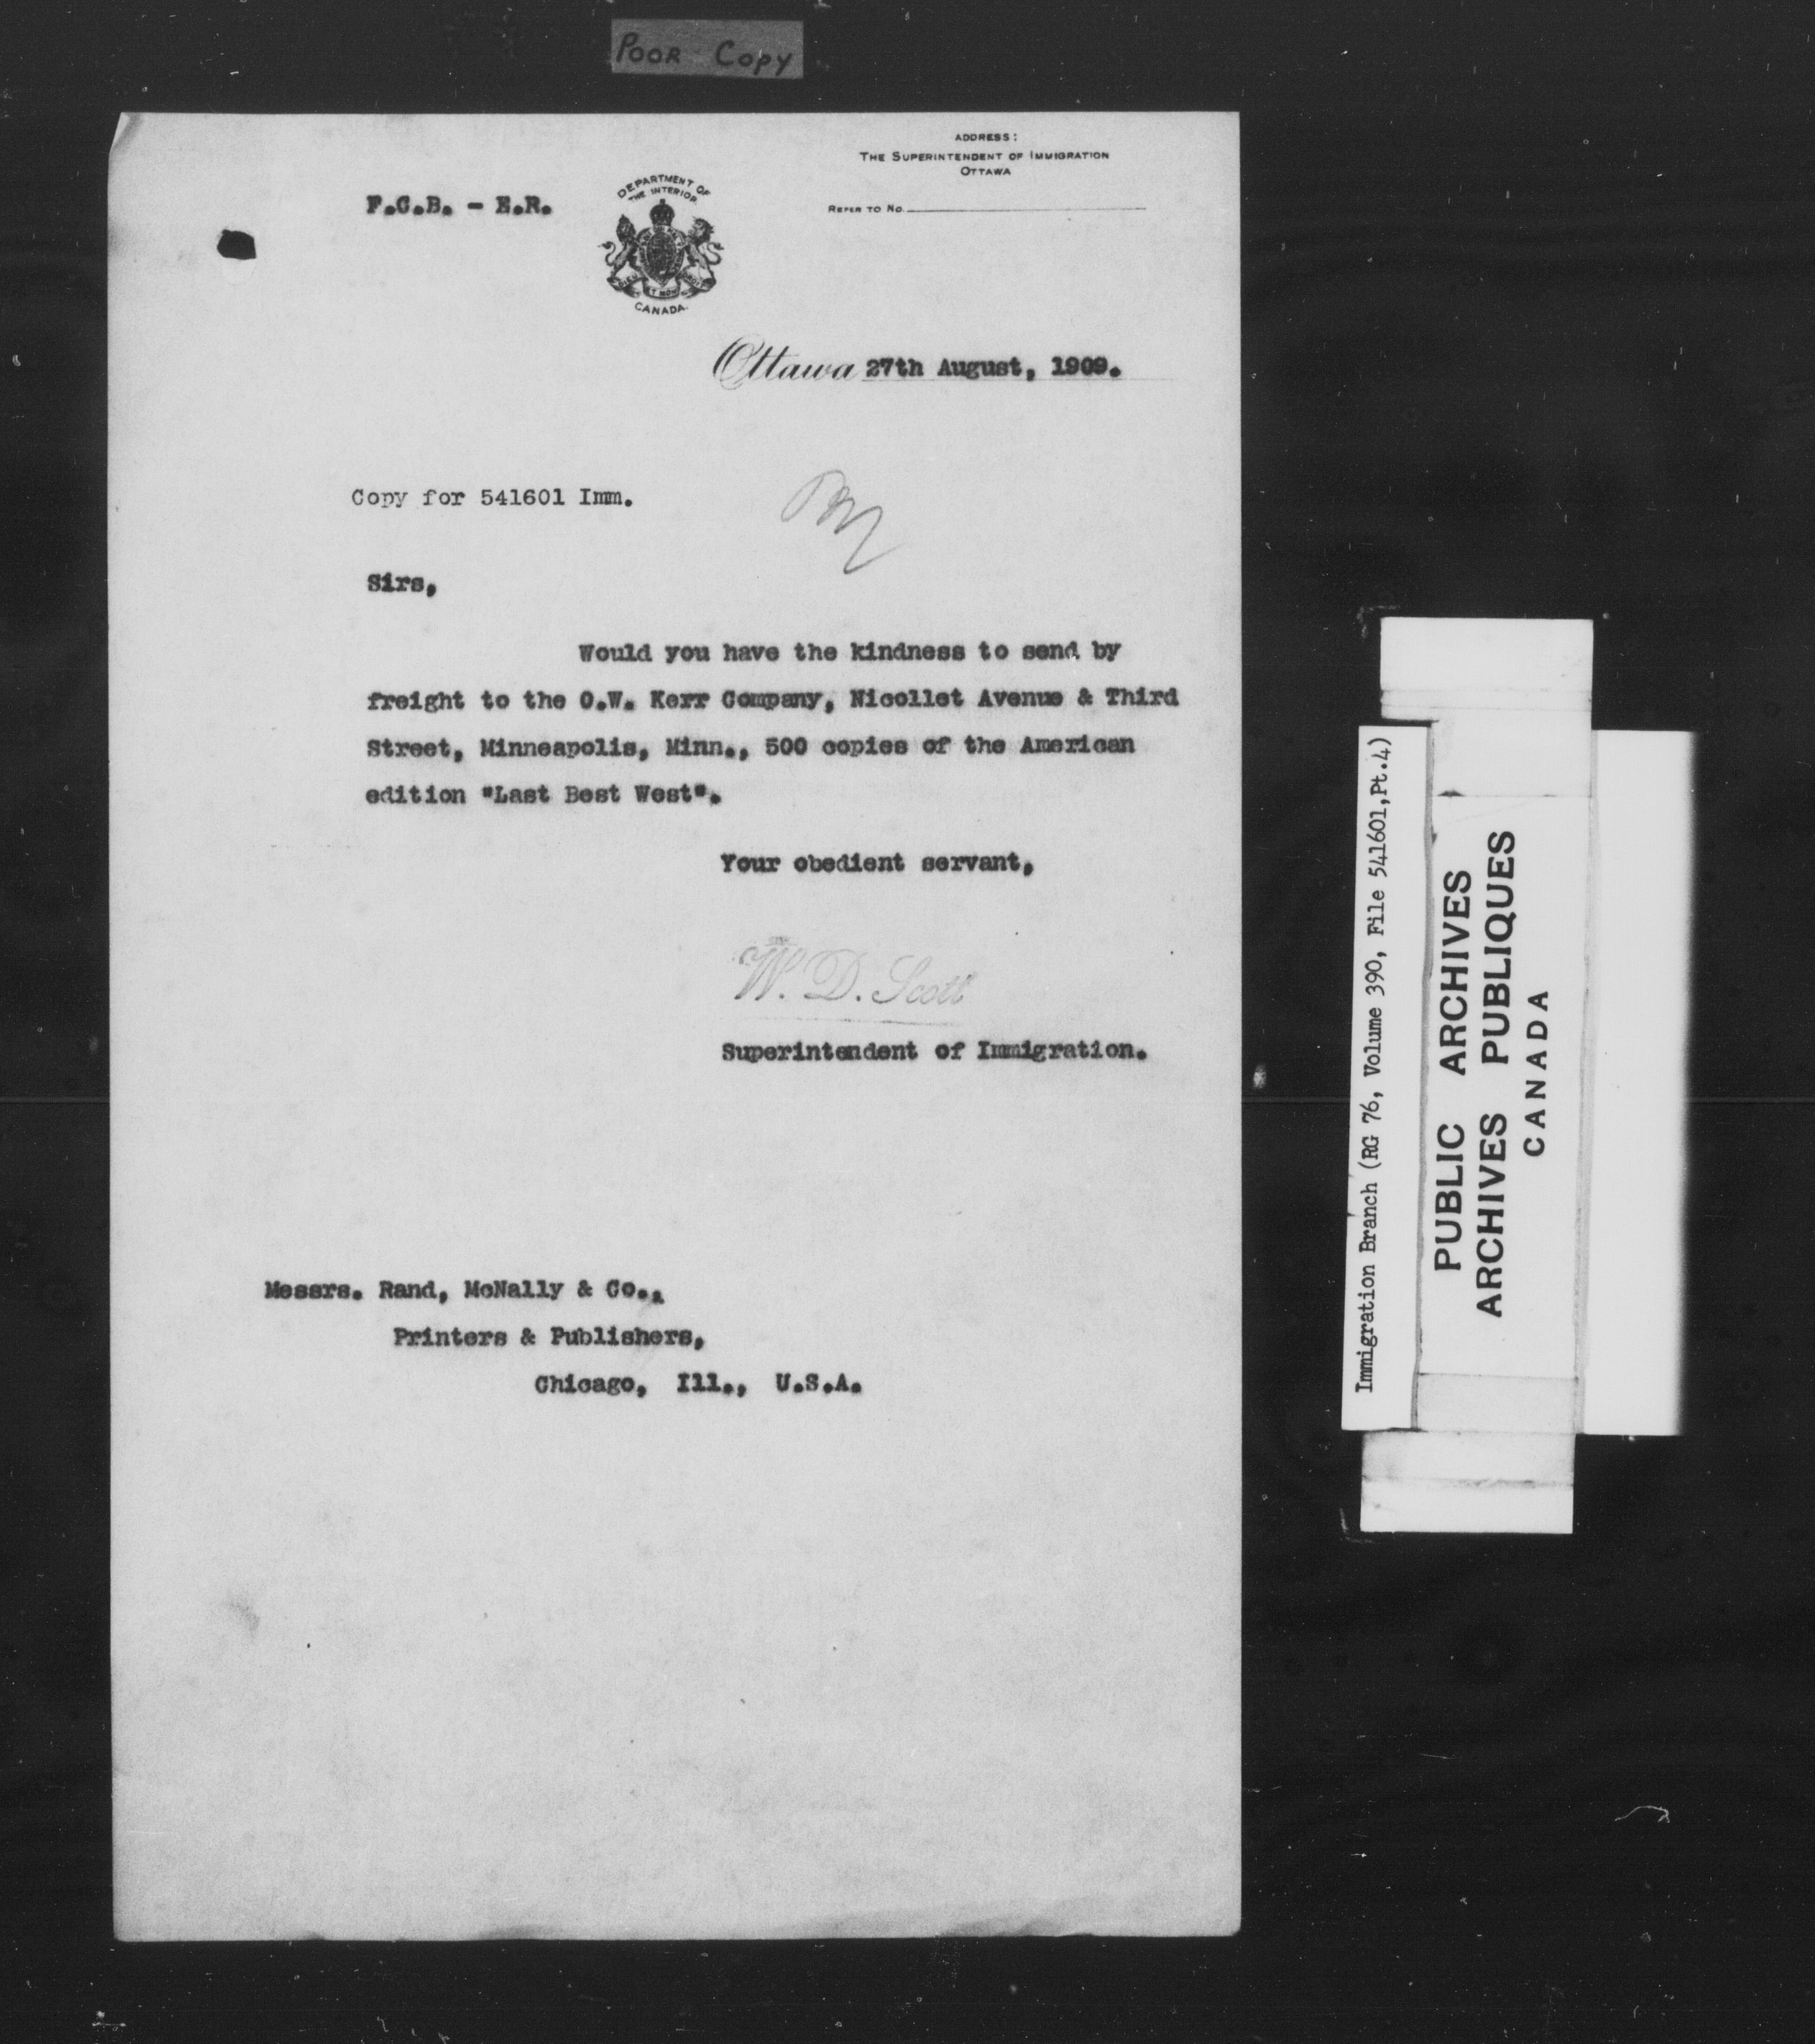 Poor Copy
ADDRESS:
THE SUPERINTENDENT OF IMMIGRATION
OTTAWA
F.C.B. - E.R.
DEPARTMENT OF
THE INTERIOR
REFER TO No.
CANADA.
Ottawa 27th August, 1909.
Copy for 541601 Imm.
Sirs,
Would you have the kindness to send by
freight to the O.W. Kerr Company, Nicollet Avenue & Third
Street, Minneapolis, Minn., 500 copies of the American
edition "Last Best West".
Your obedient servant,
W. D. Scott
Superintendent of Immigration.
Messrs. Rand, McNally & Co.,
Printers & Publishers,
Chicago, Ill., U.S.A.
Immigration Branch (RG 76, Volume 390, File 541601,Pt.4)
PUBLIC ARCHIVES
ARCHIVES PUBLIQUES
CANADA